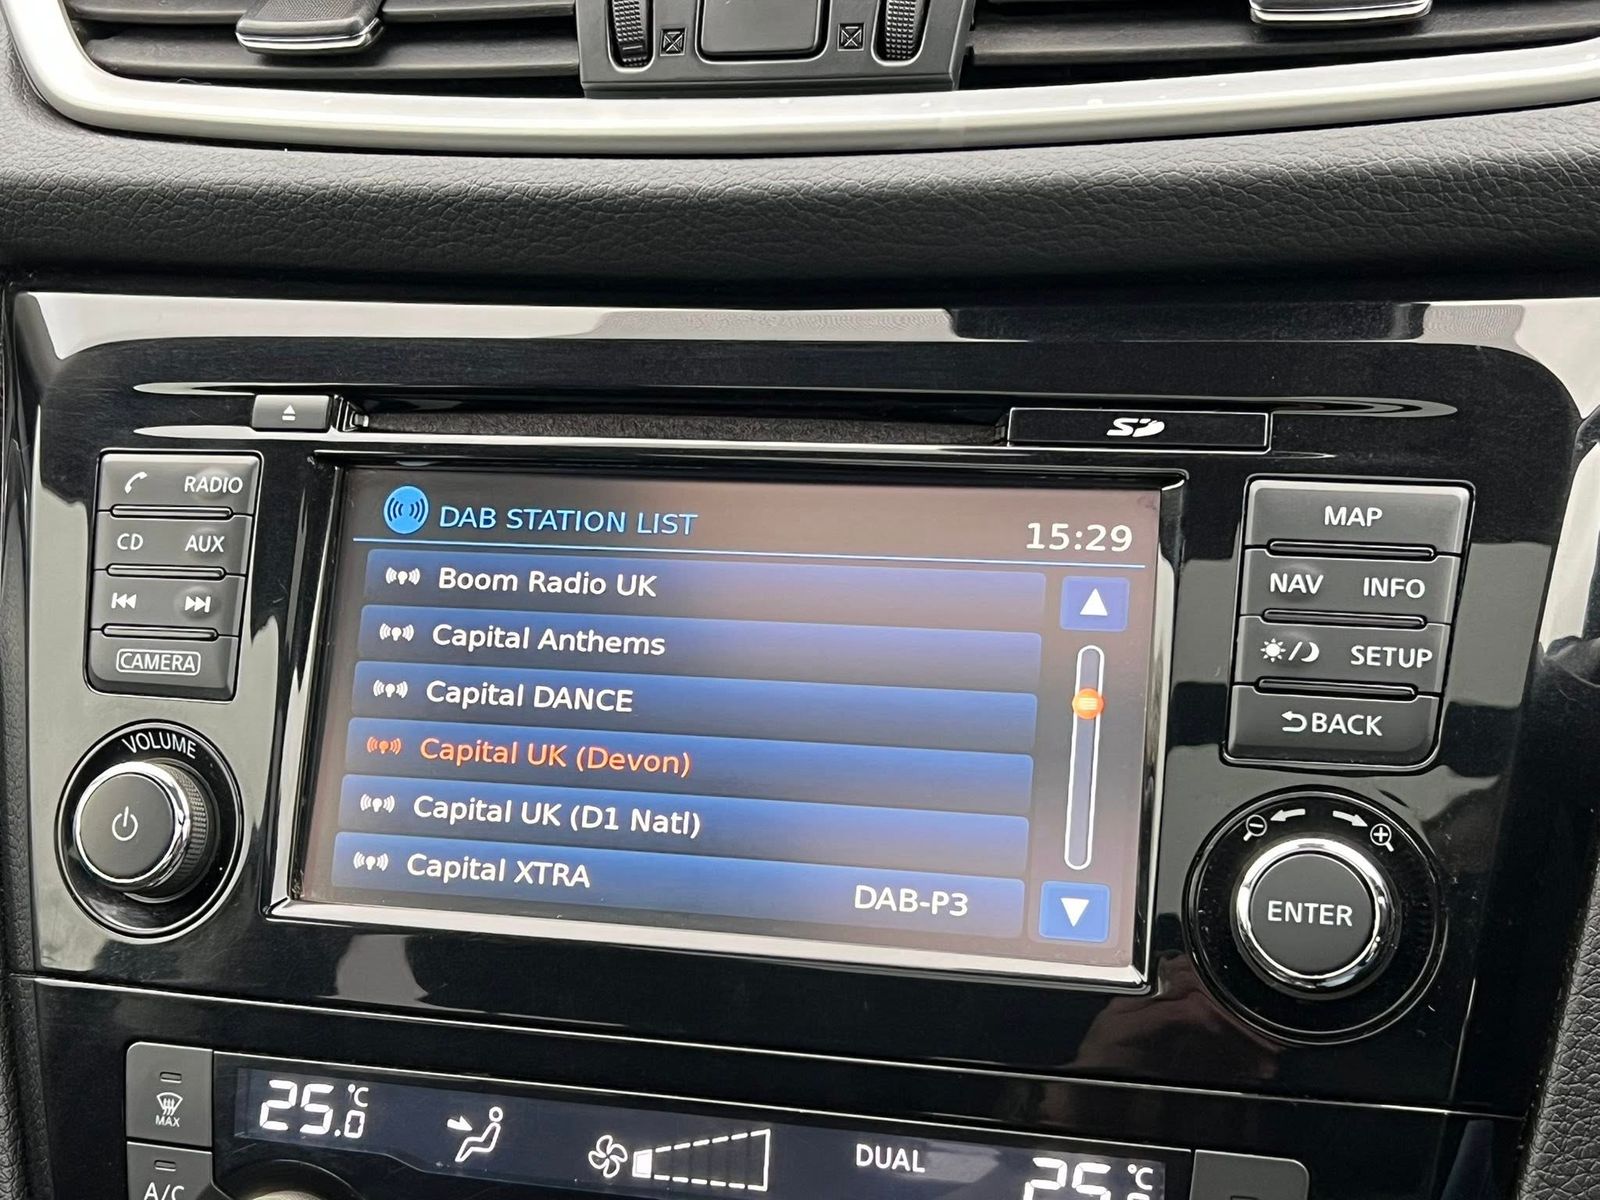 SD
RADIO
CD AUX
CAMERA
VOLUME
DAB STATION LIST
15:29
Boom Radio UK
Capital Anthems
Capital DANCE
Capital UK (Devon)
Capital UK (D1 Natl)
Capital XTRA
DAB-P3
MAP
NAV INFO
SETUP
BACK
ENTER
MAX
25.0 °C
DUAL
25 °C
A/C